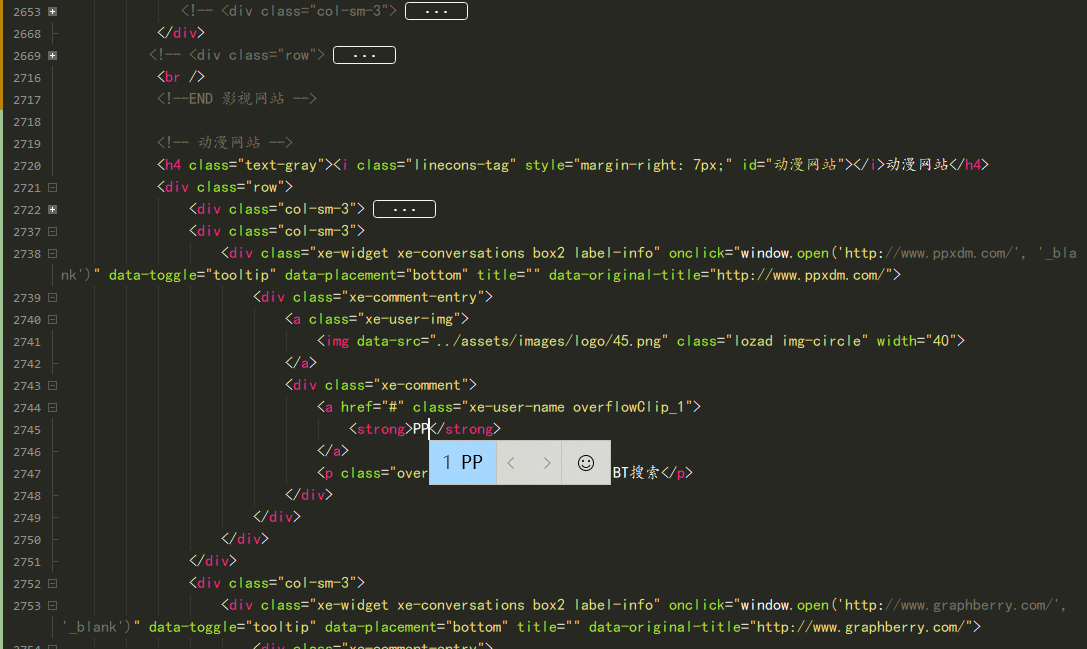 2653 <!-- <div class="col-sm-3"> ...
2668 </div>
2669 <!-- <div class="row"> ...
2716 <br />
2717 <!--END 影视网站 -->
2718
2719 <!-- 动漫网站 -->
2720 <h4 class="text-gray"><i class="linecons-tag" style="margin-right: 7px;" id="动漫网站"></i>动漫网站</h4>
2721 <div class="row">
2722 <div class="col-sm-3"> ...
2737 <div class="col-sm-3">
2738 <div class="xe-widget xe-conversations box2 label-info" onclick="window.open('http://www.ppxdm.com/', '_bla
nk')" data-toggle="tooltip" data-placement="bottom" title="" data-original-title="http://www.ppxdm.com/">
2739 <div class="xe-comment-entry">
2740 <a class="xe-user-img">
2741 <img data-src="../assets/images/logo/45.png" class="lozad img-circle" width="40">
2742 </a>
2743 <div class="xe-comment">
2744 <a href="#" class="xe-user-name overflowClip_1">
2745 <strong>PP</strong>
2746 </a>
1 PP
2747 <p class="over BT搜索</p>
2748 </div>
2749 </div>
2750 </div>
2751 </div>
2752 <div class="col-sm-3">
2753 <div class="xe-widget xe-conversations box2 label-info" onclick="window.open('http://www.graphberry.com/',
'_blank')" data-toggle="tooltip" data-placement="bottom" title="" data-original-title="http://www.graphberry.com/">
2754 <div class="xe-comment-entry">